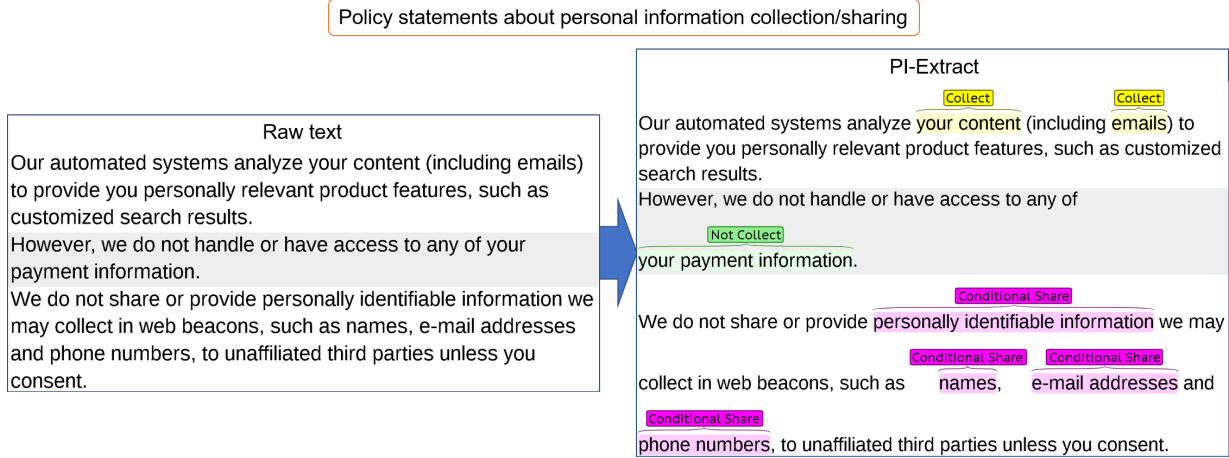 Policy statements about personal information collection/sharing
Raw text
Our automated systems analyze your content (including emails)
to provide you personally relevant product features, such as
customized search results.
However, we do not handle or have access to any of your
payment information.
We do not share or provide personally identifiable information we
may collect in web beacons, such as names, e-mail addresses
and phone numbers, to unaffiliated third parties unless you
consent.
PI-Extract
Collect Collect
Our automated systems analyze your content (including emails) to
provide you personally relevant product features, such as customized
search results.
However, we do not handle or have access to any of
Not Collect
your payment information.
Conditional Share
We do not share or provide personally identifiable information we may
Conditional Share Conditional Share
collect in web beacons, such as names, e-mail addresses and
Conditional Share
phone numbers, to unaffiliated third parties unless you consent.